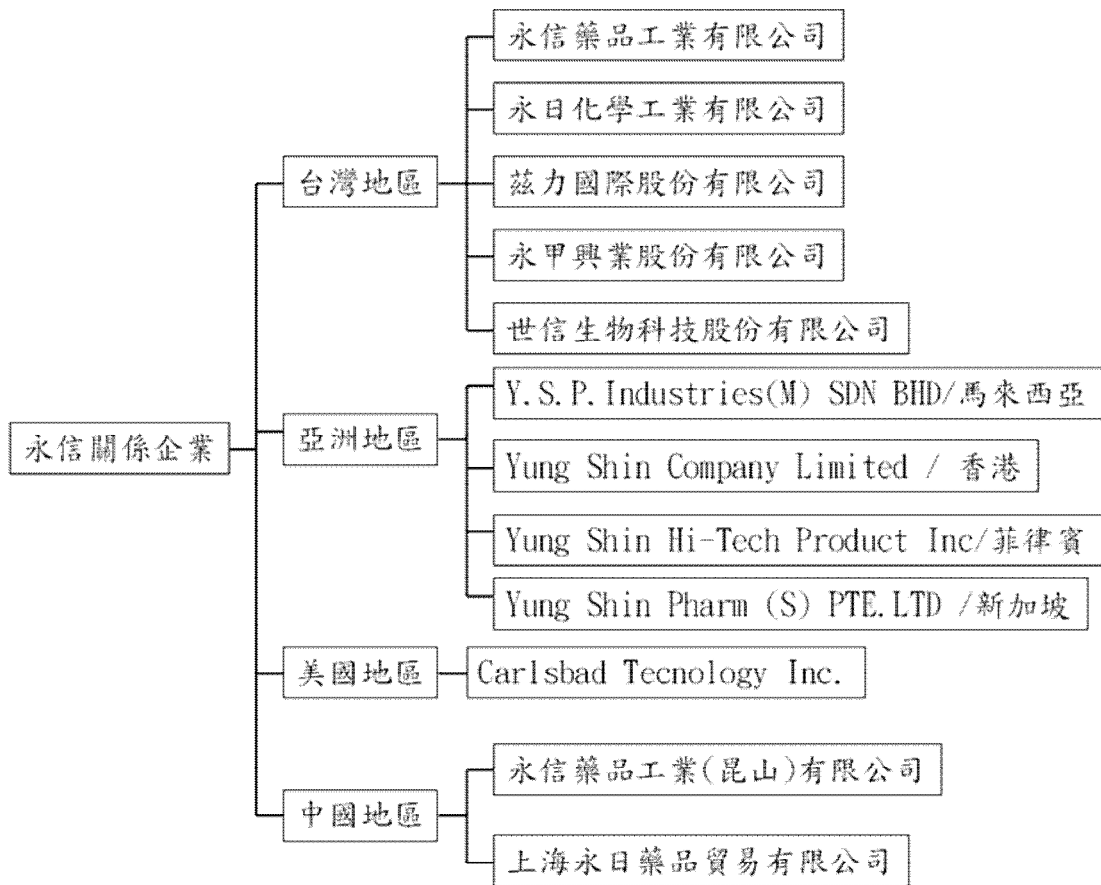 永信關係企業
台灣地區
永信藥品工業有限公司
永日化學工業有限公司
茲力國際股份有限公司
永甲興業股份有限公司
世信生物科技股份有限公司
亞洲地區
Y.S.P.Industries(M) SDN BHD/馬來西亞
Yung Shin Company Limited / 香港
Yung Shin Hi-Tech Product Inc/菲律賓
Yung Shin Pharm (S) PTE.LTD /新加坡
美國地區
Carlsbad Tecnology Inc.
中國地區
永信藥品工業(昆山)有限公司
上海永日藥品貿易有限公司